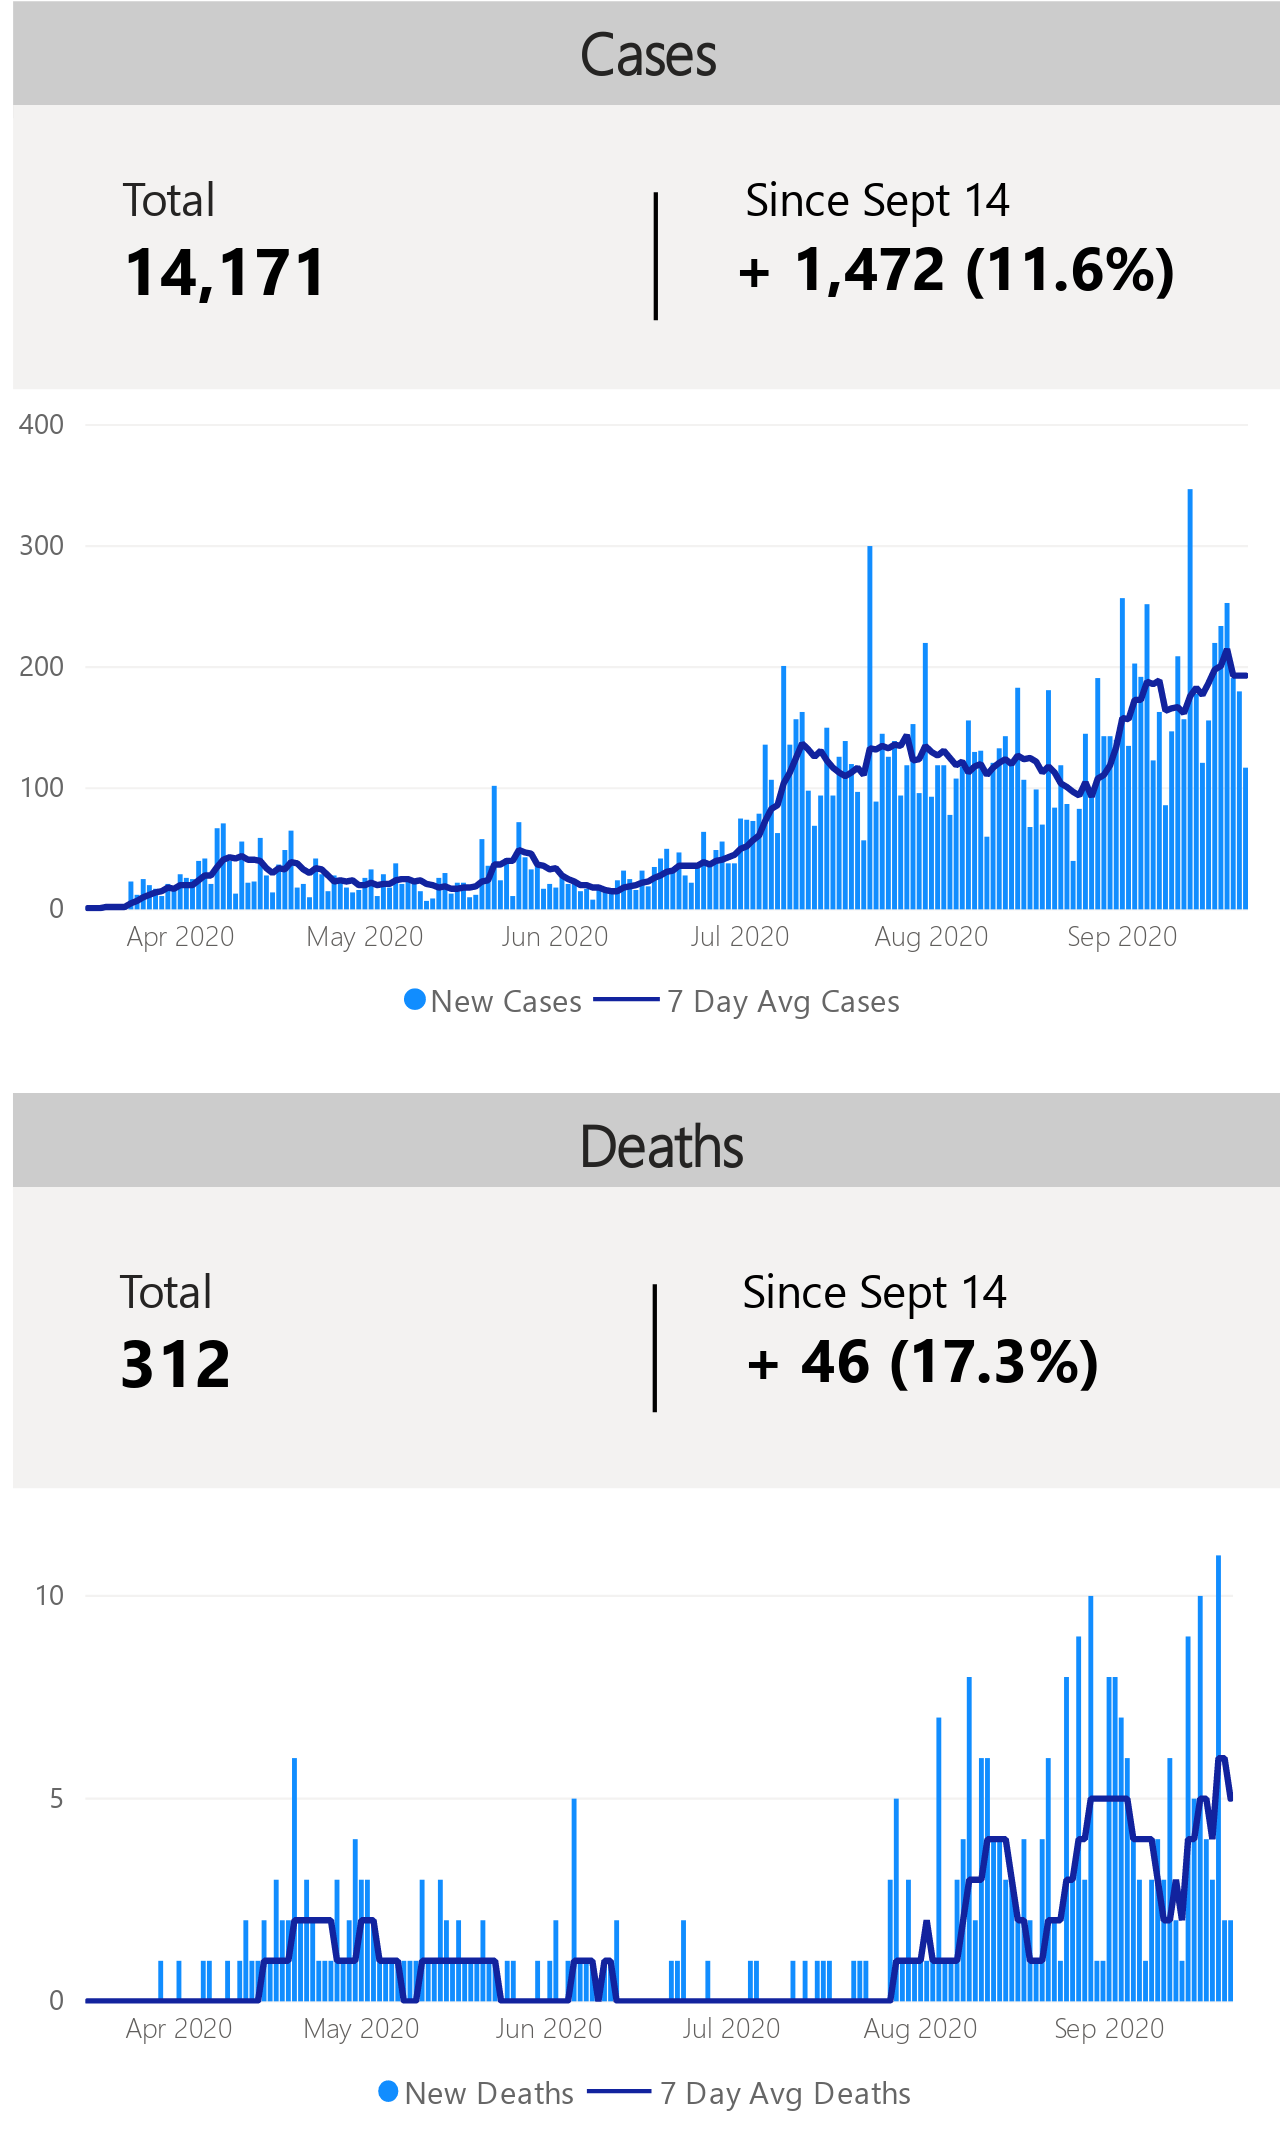 Cases
Total
Since Sept 14
14,171
+ 1,472 (11.6%)
400
300
200
100
0
Apr 2020
May 2020
Jun 2020
Jul 2020
Aug 2020
Sep 2020
New Cases
7 Day Avg Cases
Deaths
Total
Since Sept 14
312
+ 46 (17.3%)
10
5
0
Apr 2020
May 2020
Jun 2020
Jul 2020
Aug 2020
Sep 2020
New Deaths
7 Day Avg Deaths